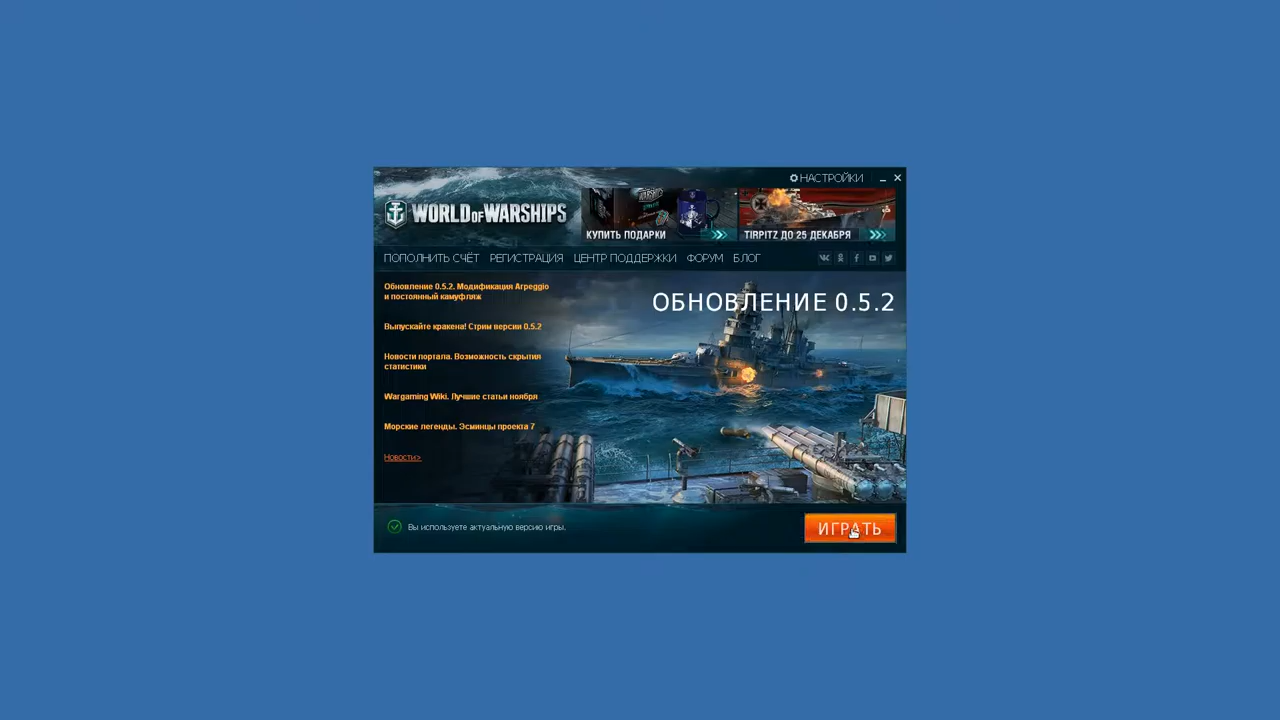 НАСТРОЙКИ
WORLD OF WARSHIPS
КУПИТЬ ПОДАРКИ
TIRPITZ ДО 25 ДЕКАБРЯ
ПОПОЛНИТЬ СЧЁТ РЕГИСТРАЦИЯ ЦЕНТР ПОДДЕРЖКИ ФОРУМ БЛОГ
Обновление 0.5.2. Модификация Arpeggio
и постоянный камуфляж
ОБНОВЛЕНИЕ 0.5.2
Выпускайте кракена! Стрим версии 0.5.2
Новости портала. Возможность скрытия
статистики
Wargaming Wiki. Лучшие статьи ноября
Морские легенды. Эсминцы проекта 7
Новости>
Вы используете актуальную версию игры.
ИГРАТЬ